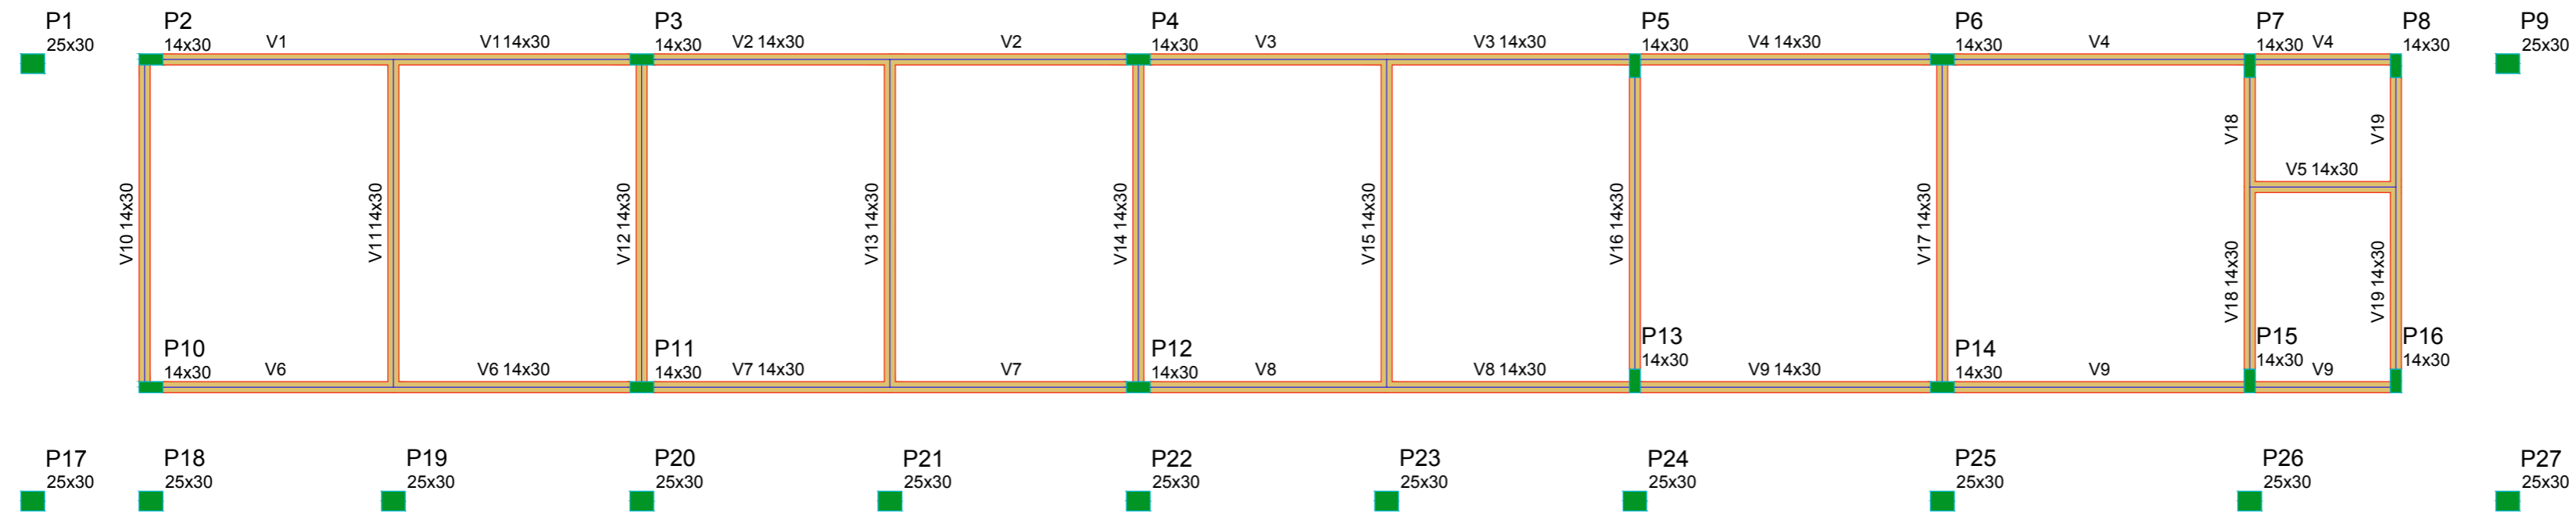 P1
25x30
P2
14x30
V1
V1 14x30
P3
14x30
V2 14x30
V2
P4
14x30
V3
V3 14x30
P5
14x30
V4 14x30
P6
14x30
V4
P7
14x30
V4
P8
14x30
P9
25x30
V18
V19
V5 14x30
V10 14x30
V11 14x30
V12 14x30
V13 14x30
V14 14x30
V15 14x30
V16 14x30
V17 14x30
V18 14x30
V19 14x30
P10
14x30
V6
V6 14x30
P11
14x30
V7 14x30
V7
P12
14x30
V8
V8 14x30
P13
14x30
V9 14x30
P14
14x30
V9
P15
14x30
V9
P16
14x30
P17
25x30
P18
25x30
P19
25x30
P20
25x30
P21
25x30
P22
25x30
P23
25x30
P24
25x30
P25
25x30
P26
25x30
P27
25x30